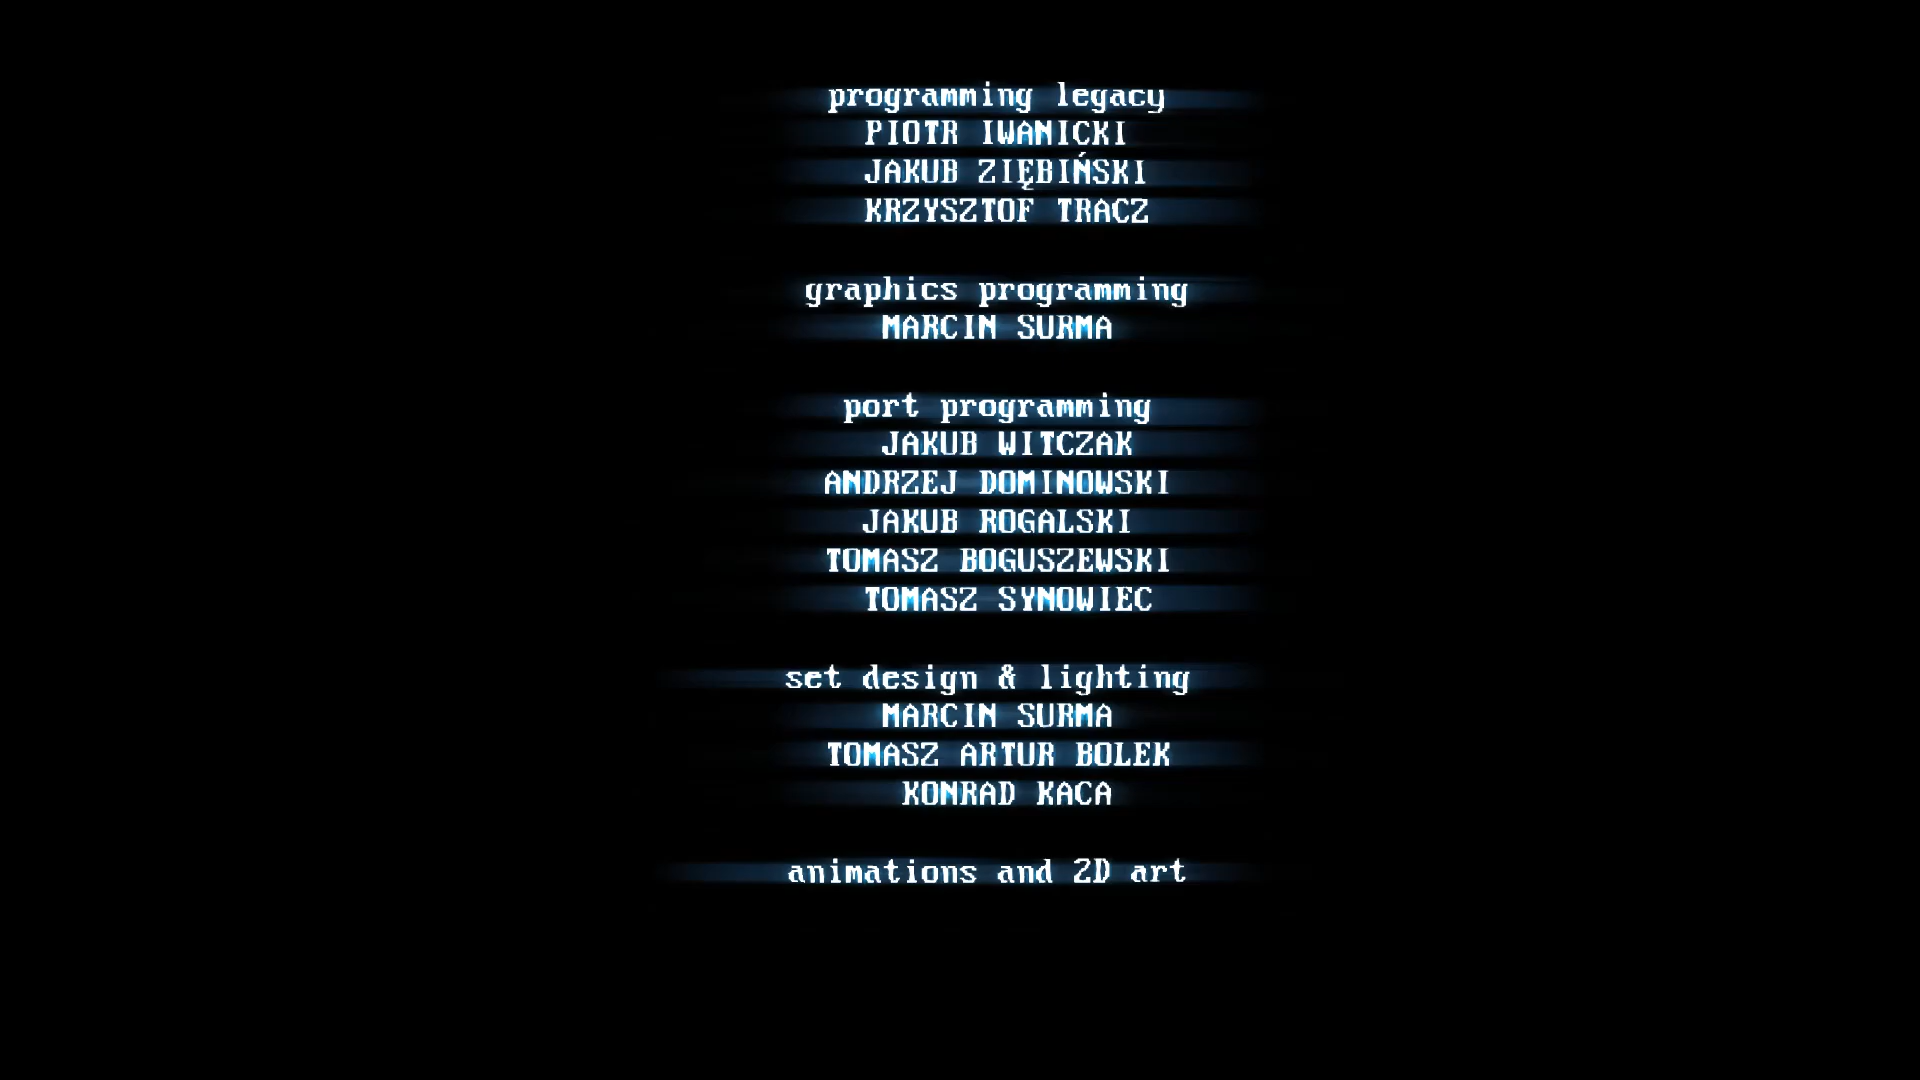 programming legacy
PIOTR IWANICKI
JAKUB ZIĘBIŃSKI
KRZYSZTOF TRACZ
graphics programming
MARCIN SURMA
port programming
JAKUB WITCZAK
ANDRZEJ DOMINOWSKI
JAKUB ROGALSKI
TOMASZ BOGUSZEWSKI
TOMASZ SYNOWIEC
set design & lighting
MARCIN SURMA
TOMASZ ARTUR BOLEK
KONRAD KACA
animations and 2D art